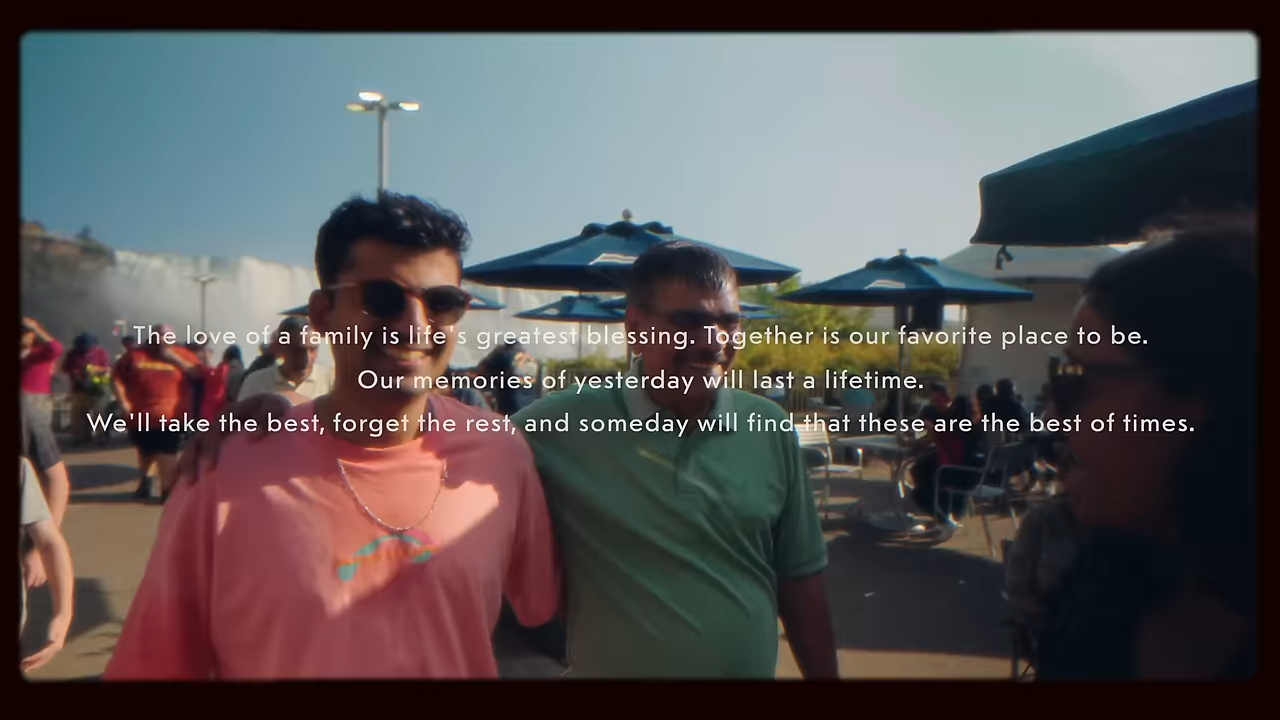 The love of a family is life's greatest blessing. Together is our favorite place to be.
Our memories of yesterday will last a lifetime.
We'll take the best, forget the rest, and someday will find that these are the best of times.